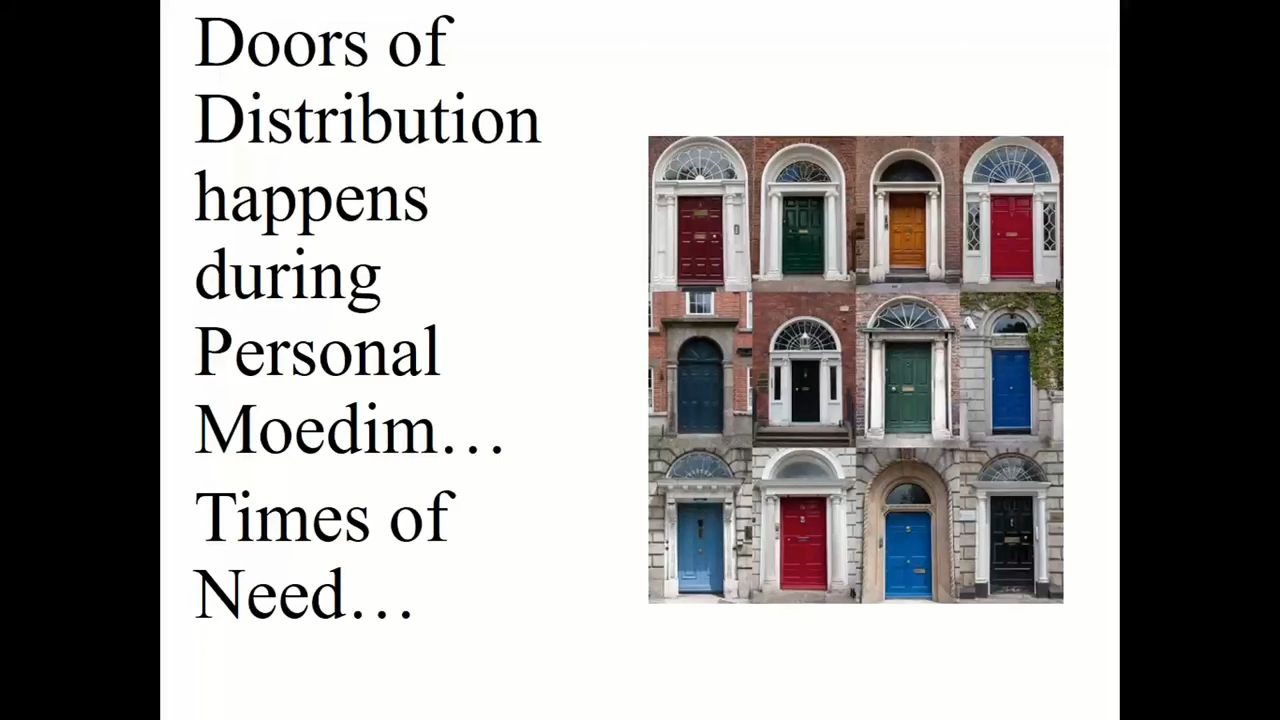 Doors of
Distribution
happens
during
Personal
Moedim…
Times of
Need…